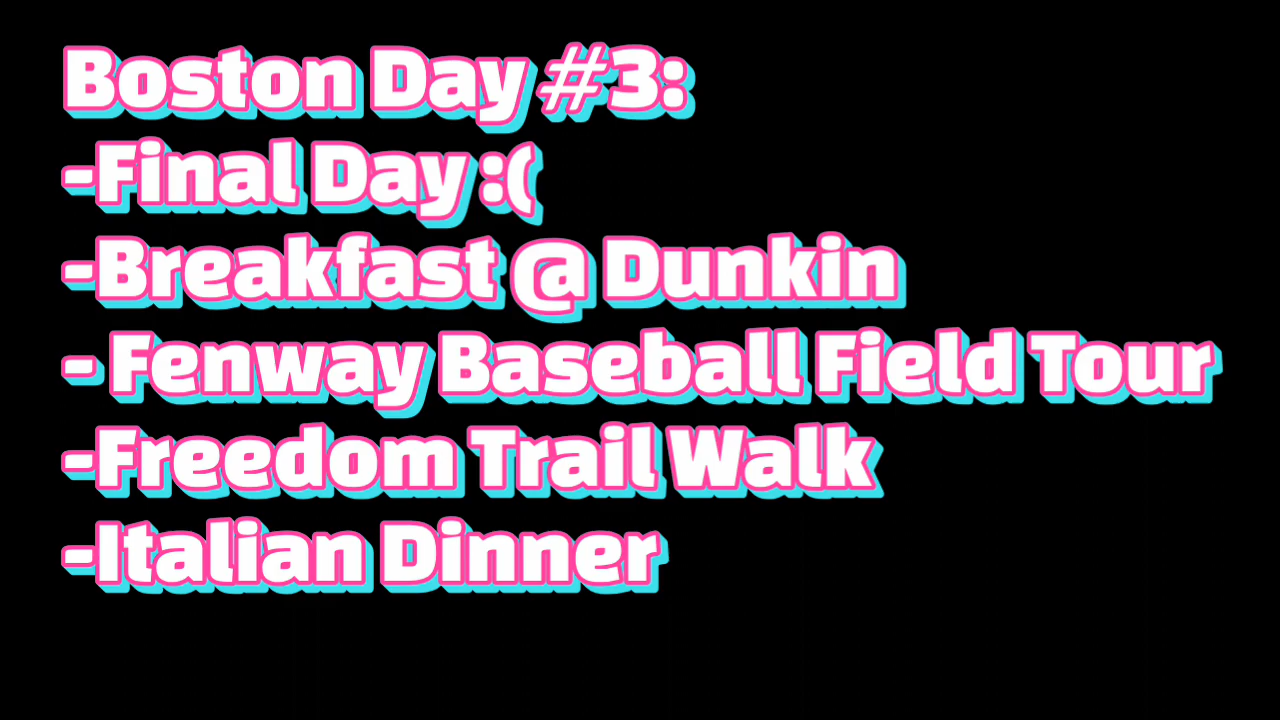 Boston Day #3:
-Final Day :(
-Breakfast @ Dunkin
- Fenway Baseball Field Tour
-Freedom Trail Walk
-Italian Dinner